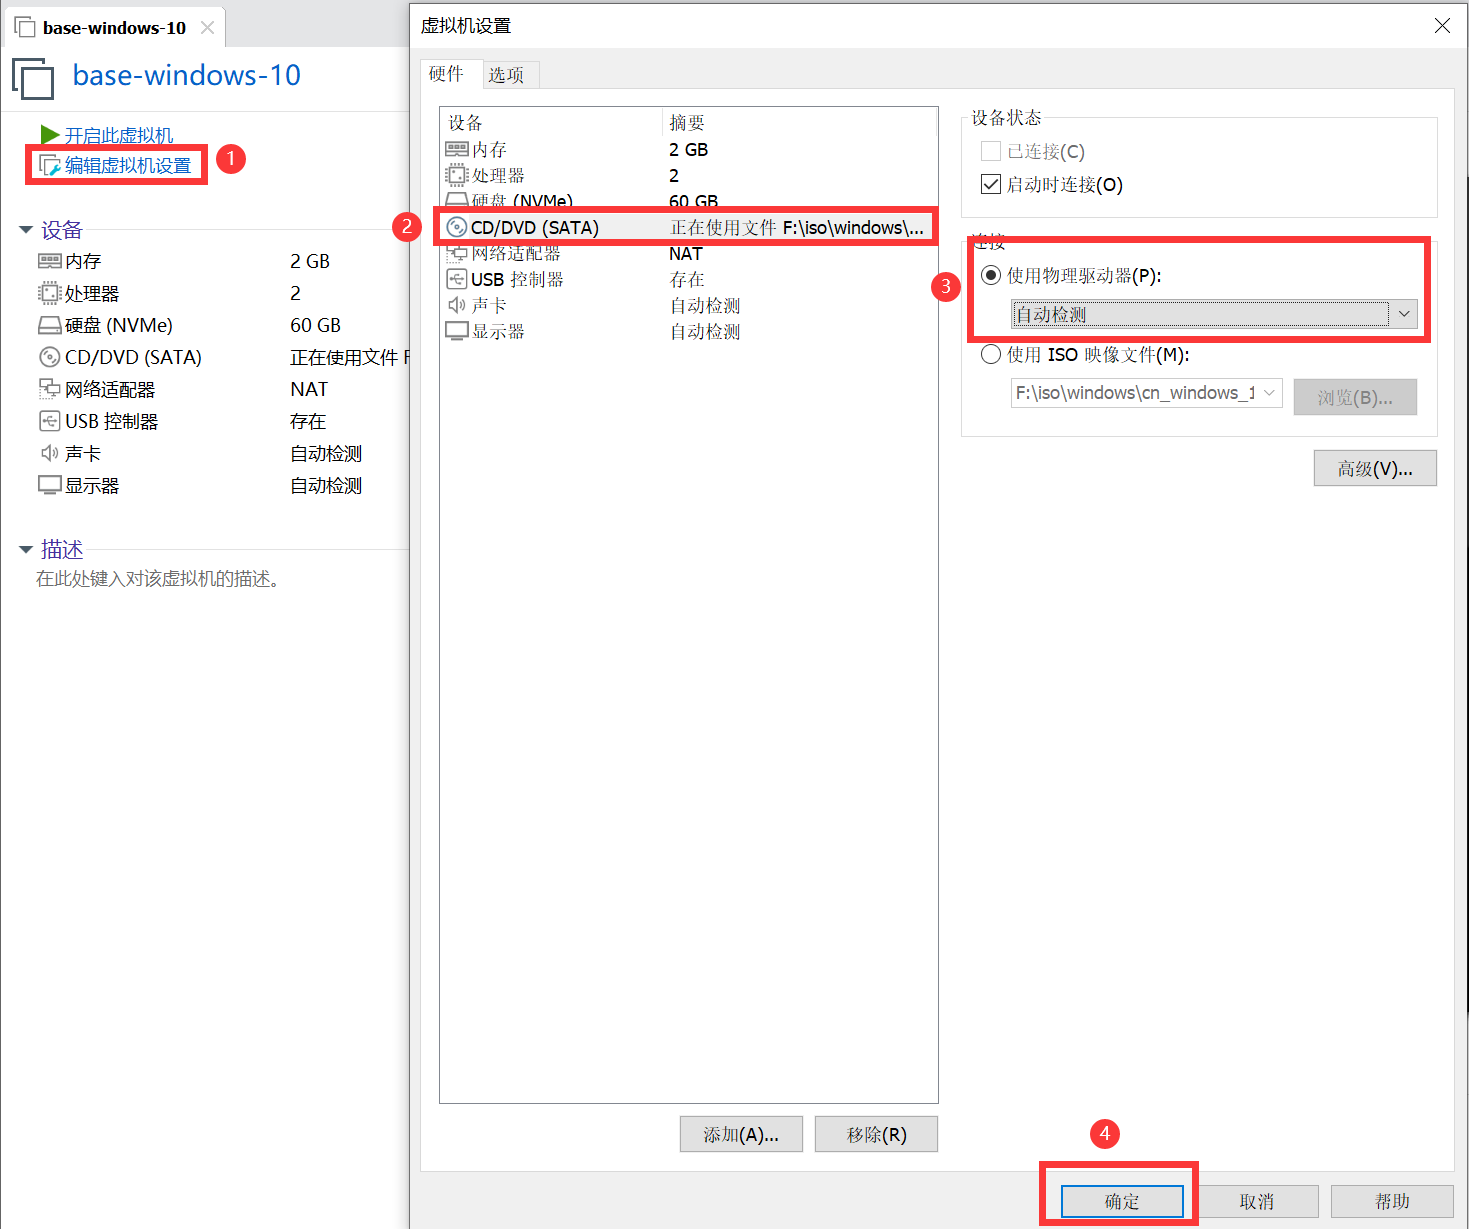 base-windows-10
base-windows-10
开启此虚拟机
编辑虚拟机设置
1
设备
内存 2 GB
处理器 2
硬盘 (NVMe) 60 GB
CD/DVD (SATA) 正在使用文件 F
网络适配器 NAT
USB 控制器 存在
声卡 自动检测
显示器 自动检测
描述
在此处键入对该虚拟机的描述。
虚拟机设置
硬件 选项
设备 摘要
内存 2 GB
处理器 2
硬盘 (NVMe) 60 GB
2
CD/DVD (SATA) 正在使用文件 F:\iso\windows\...
网络适配器 NAT
USB 控制器 存在
声卡 自动检测
显示器 自动检测
添加(A)... 移除(R)
设备状态
已连接(C)
启动时连接(O)
连接
3
使用物理驱动器(P):
自动检测
使用 ISO 映像文件(M):
F:\iso\windows\cn_windows_1 浏览(B)...
高级(V)...
4
确定 取消 帮助